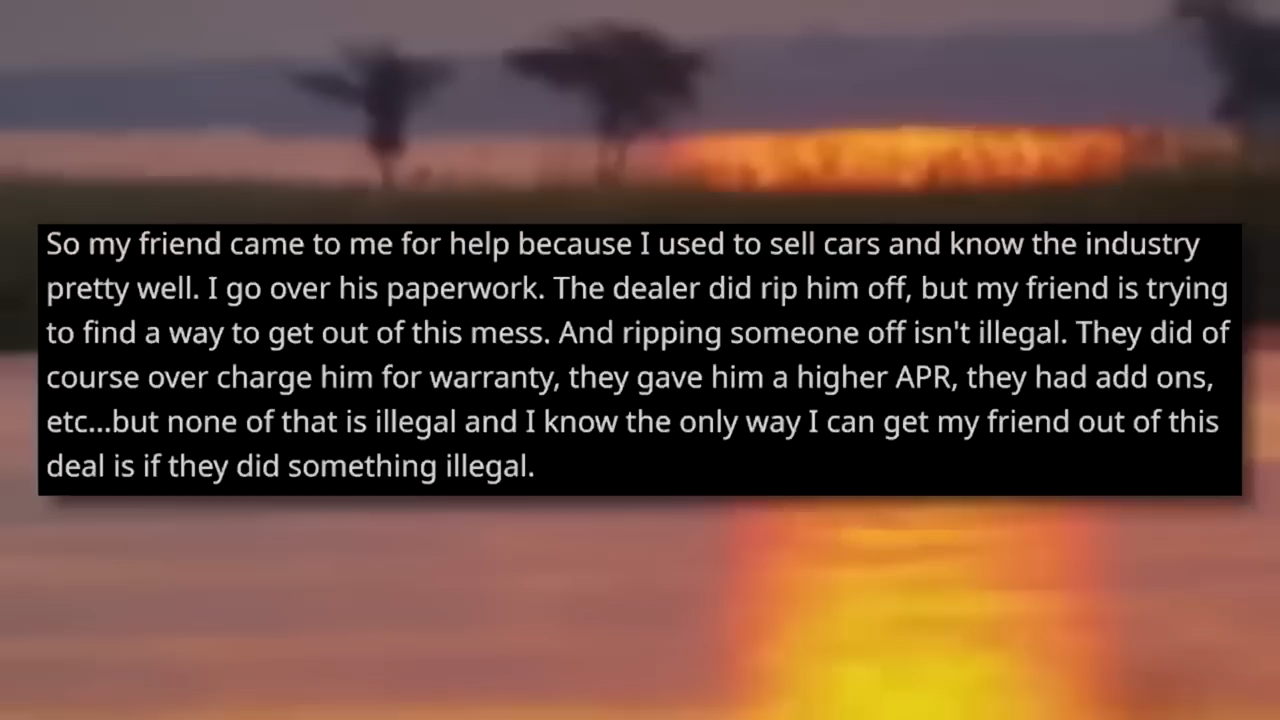 So my friend came to me for help because I used to sell cars and know the industry
pretty well. I go over his paperwork. The dealer did rip him off, but my friend is trying
to find a way to get out of this mess. And ripping someone off isn't illegal. They did of
course over charge him for warranty, they gave him a higher APR, they had add ons,
etc...but none of that is illegal and I know the only way I can get my friend out of this
deal is if they did something illegal.